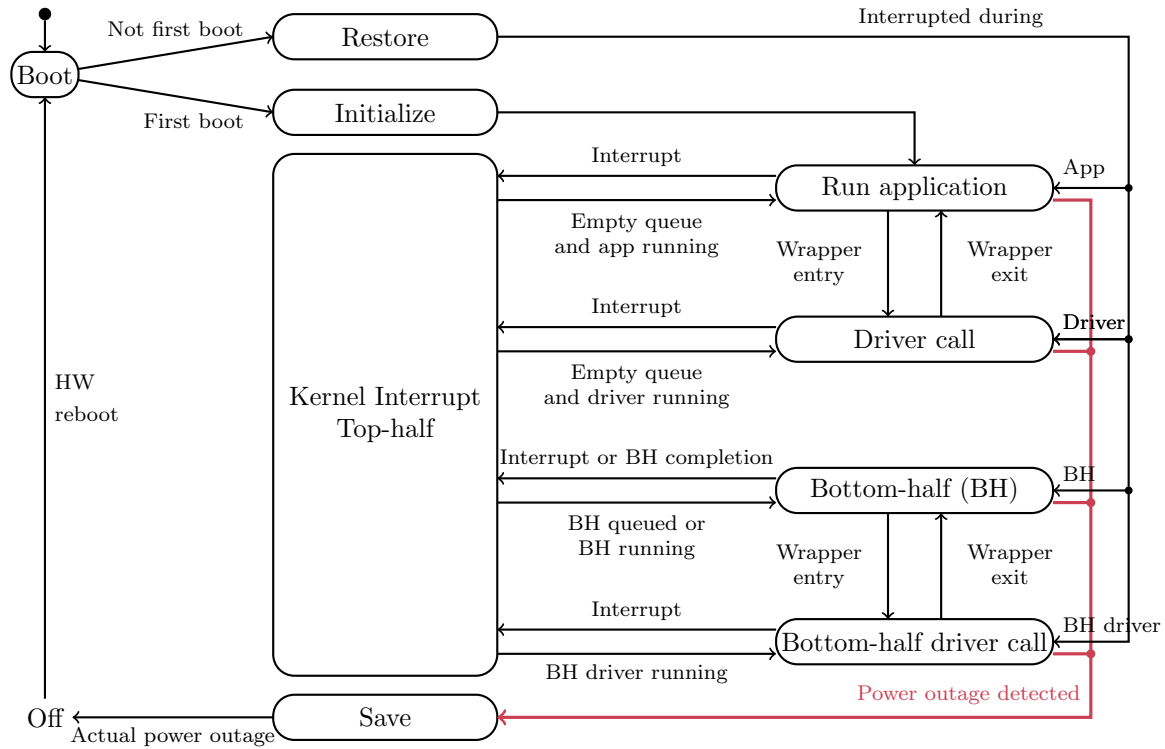 Interrupted during
Not first boot
Restore
Boot
First boot
Initialize
Interrupt
App
Run application
Empty queue
and app running
Wrapper
entry
Wrapper
exit
Interrupt
Driver
Driver call
Empty queue
and driver running
HW
reboot
Kernel Interrupt
Top-half
Interrupt or BH completion
BH
Bottom-half (BH)
BH queued or
BH running
Wrapper
entry
Wrapper
exit
Interrupt
BH driver
Bottom-half driver call
BH driver running
Power outage detected
Off
Save
Actual power outage